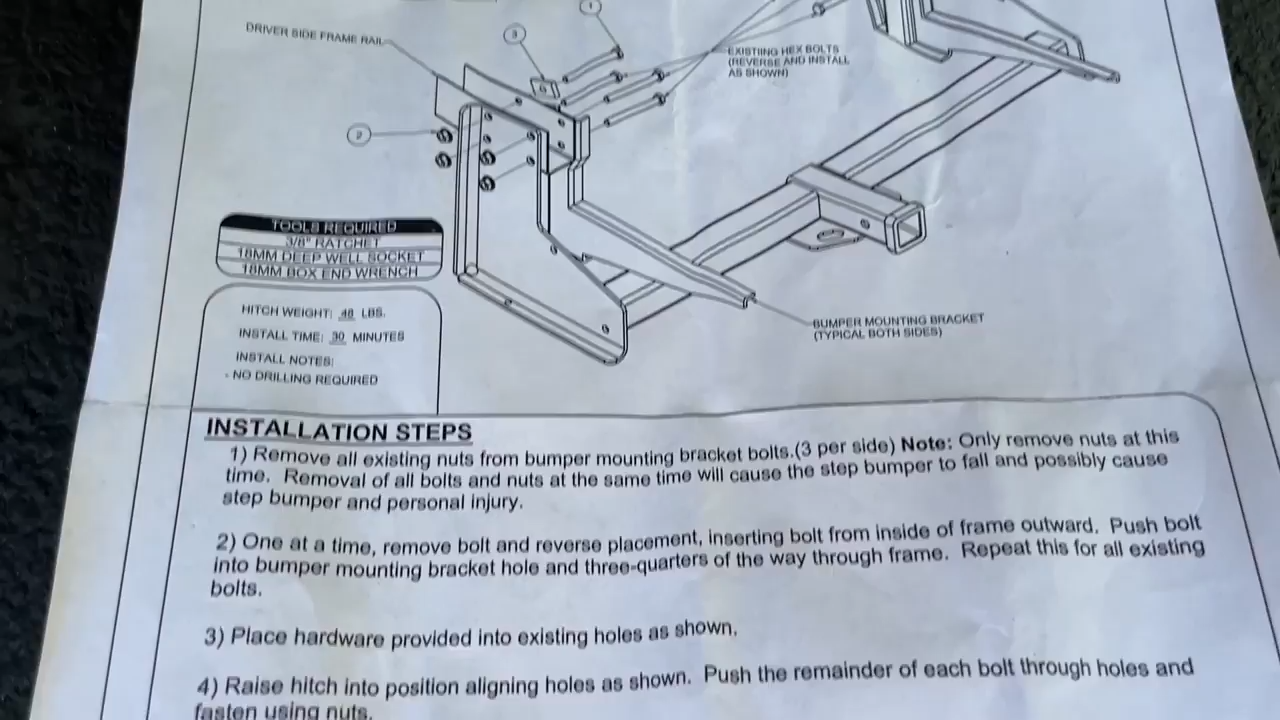 1
3
DRIVER SIDE FRAME RAIL
EXISTIING HEX BOLTS
(REVERSE AND INSTALL
AS SHOWN)
2
TOOLS REQUIRED
3/8" RATCHET
18MM DEEP WELL SOCKET
18MM BOX END WRENCH
HITCH WEIGHT: 48 LBS.
INSTALL TIME: 30 MINUTES
INSTALL NOTES:
- NO DRILLING REQUIRED
BUMPER MOUNTING BRACKET
(TYPICAL BOTH SIDES)
INSTALLATION STEPS
1) Remove all existing nuts from bumper mounting bracket bolts.(3 per side) Note: Only remove nuts at this
time. Removal of all bolts and nuts at the same time will cause the step bumper to fall and possibly cause
step bumper and personal injury.
2) One at a time, remove bolt and reverse placement, inserting bolt from inside of frame outward. Push bolt
into bumper mounting bracket hole and three-quarters of the way through frame. Repeat this for all existing
bolts.
3) Place hardware provided into existing holes as shown.
4) Raise hitch into position aligning holes as shown. Push the remainder of each bolt through holes and
fasten using nuts.